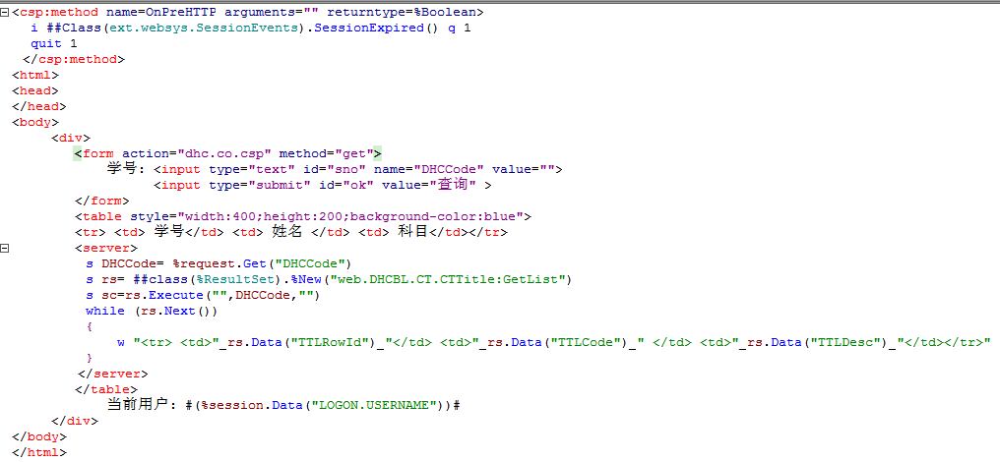 <csp:method name=OnPreHTTP arguments="" returntype=%Boolean>
i ##Class(ext.websys.SessionEvents).SessionExpired() q 1
quit 1
</csp:method>
<html>
<head>
</head>
<body>
<div>
<form action="dhc.co.csp" method="get">
学号：<input type="text" id="sno" name="DHCCode" value="">
<input type="submit" id="ok" value="查询" >
</form>
<table style="width:400;height:200;background-color:blue">
<tr> <td> 学号</td> <td> 姓名 </td> <td> 科目</td></tr>
<server>
s DHCCode= %request.Get("DHCCode")
s rs= ##class(%ResultSet).%New("web.DHCBL.CT.CTTitle:GetList")
s sc=rs.Execute("",DHCCode,"")
while (rs.Next())
{
w "<tr> <td>"_rs.Data("TTLRowId")_"</td> <td>"_rs.Data("TTLCode")_" </td> <td>"_rs.Data("TTLDesc")_"</td></tr>"
}
</server>
</table>
当前用户：#(%session.Data("LOGON.USERNAME"))#
</div>
</body>
</html>